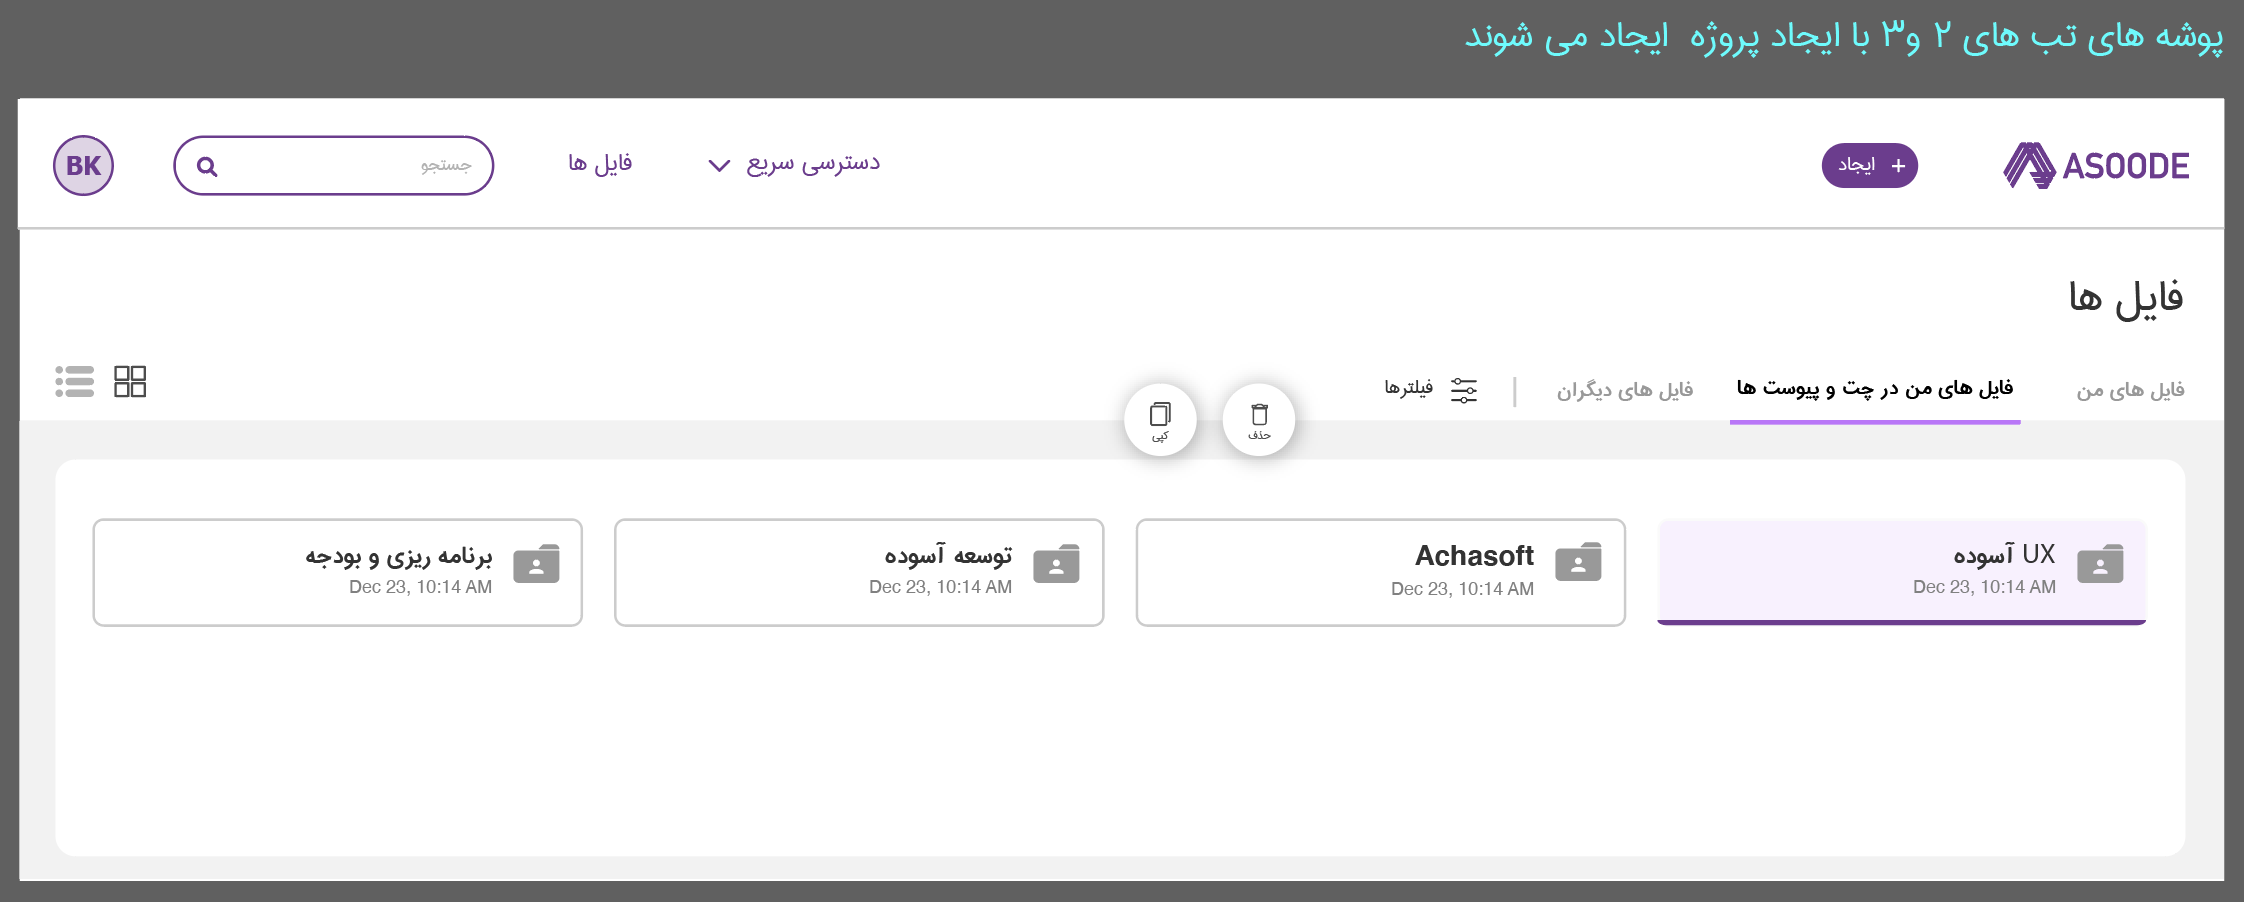 پوشه های تب های ۲ و۳ با ایجاد پروژه ایجاد می شوند
ASOODE
+ ایجاد
دسترسی سریع
فایل ها
جستجو
BK
فایل ها
فایل های من
فایل های من در چت و پیوست ها
فایل های دیگران
فیلترها
حذف
کپی
UX آسوده
Dec 23, 10:14 AM
Achasoft
Dec 23, 10:14 AM
توسعه آسوده
Dec 23, 10:14 AM
برنامه ریزی و بودجه
Dec 23, 10:14 AM